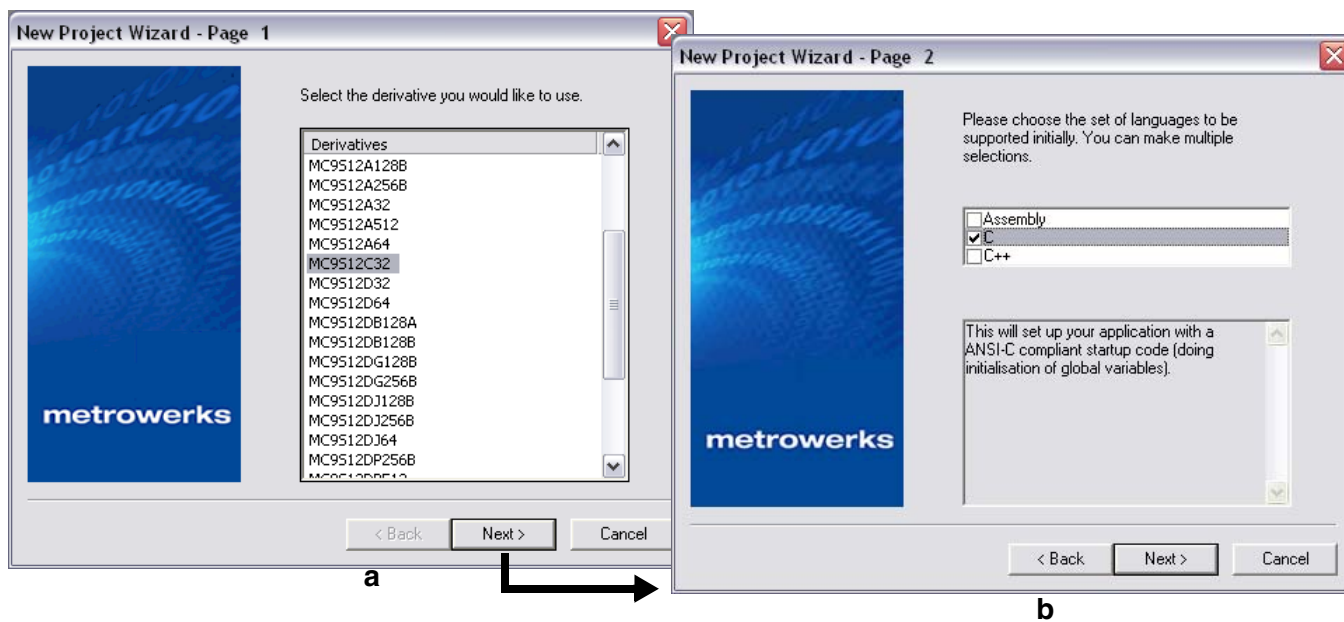 New Project Wizard - Page 1
Select the derivative you would like to use.
Derivatives
MC9S12A128B
MC9S12A256B
MC9S12A32
MC9S12A512
MC9S12A64
MC9S12C32
MC9S12D32
MC9S12D64
MC9S12DB128A
MC9S12DB128B
MC9S12DG128B
MC9S12DG256B
MC9S12DJ128B
MC9S12DJ256B
MC9S12DJ64
MC9S12DP256B
metrowerks
< Back
Next >
Cancel
a
New Project Wizard - Page 2
Please choose the set of languages to be
supported initially. You can make multiple
selections.
Assembly
C
C++
This will set up your application with a
ANSI-C compliant startup code (doing
initialisation of global variables).
metrowerks
< Back
Next >
Cancel
b